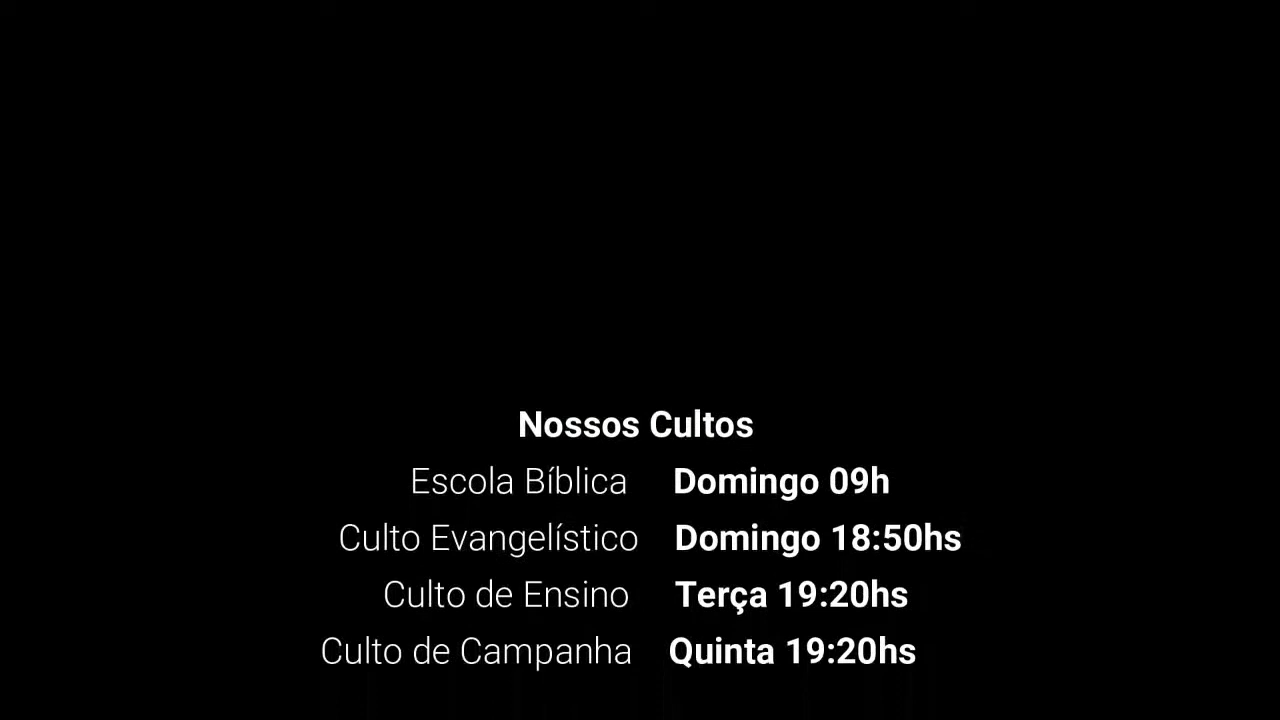 Nossos Cultos
Escola Bíblica Domingo 09h
Culto Evangelístico Domingo 18:50hs
Culto de Ensino Terça 19:20hs
Culto de Campanha Quinta 19:20hs